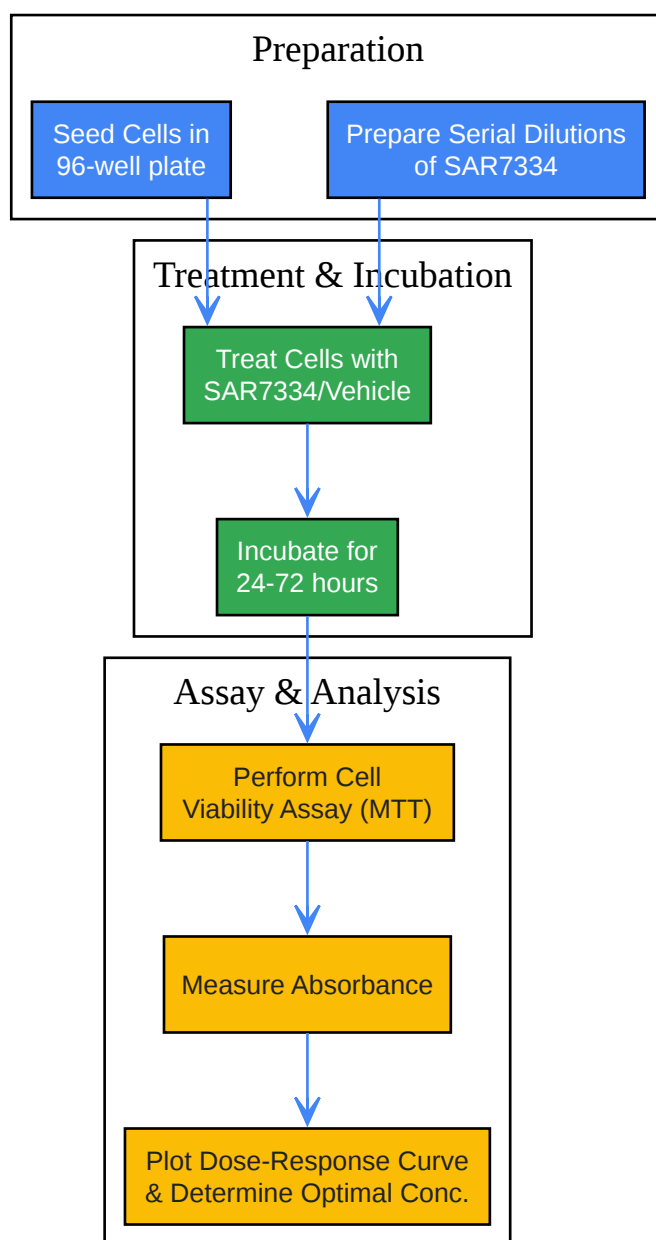 Preparation
Seed Cells in
96-well plate
Prepare Serial Dilutions
of SAR7334
Treatment & Incubation
Treat Cells with
SAR7334/Vehicle
Incubate for
24-72 hours
Assay & Analysis
Perform Cell
Viability Assay (MTT)
Measure Absorbance
Plot Dose-Response Curve
& Determine Optimal Conc.